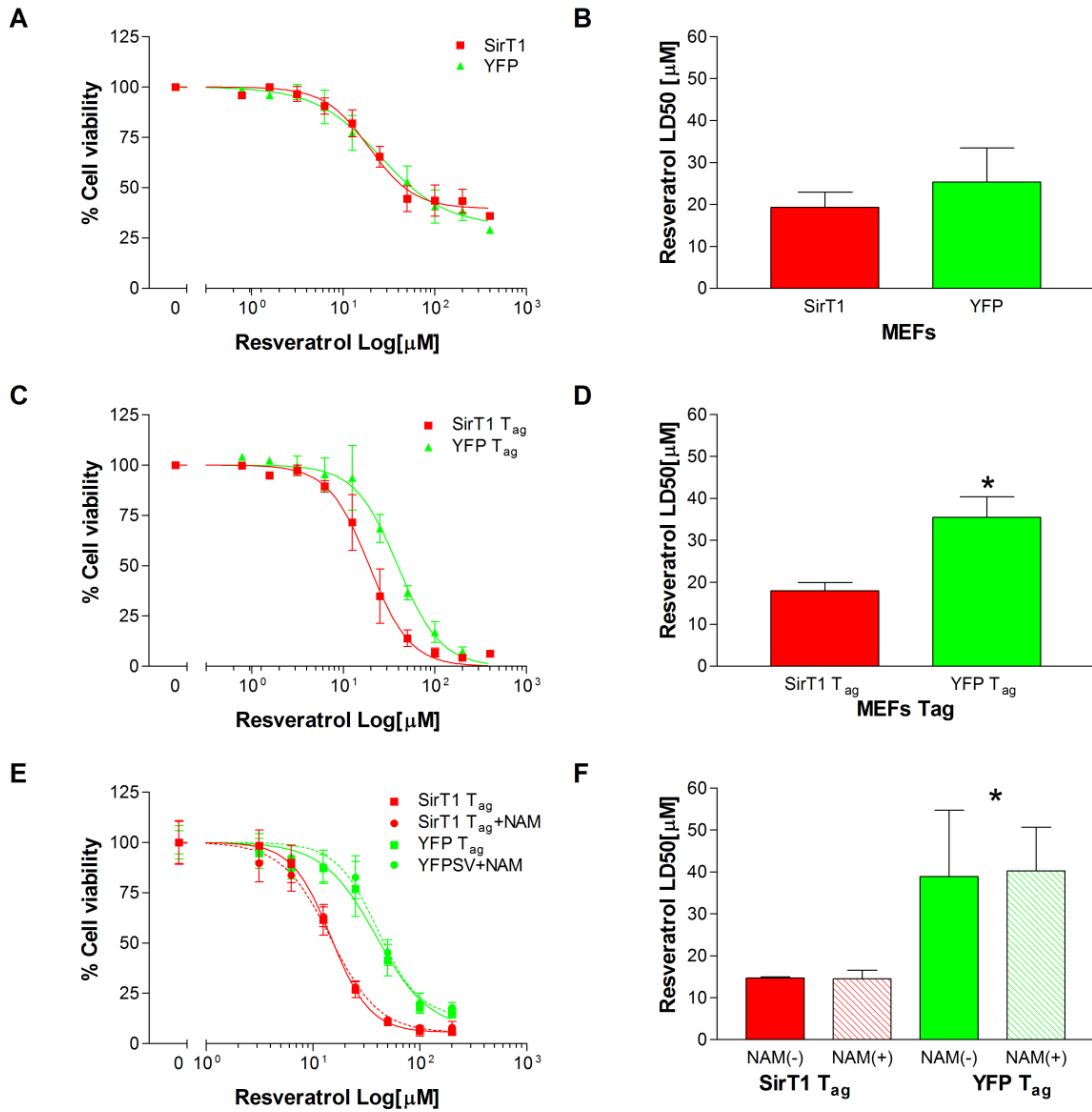 A
125
100
75
50
25
0
% Cell viability
SirT1
YFP
0
10⁰
10¹
10²
10³
Resveratrol Log[μM]
B
60
50
40
30
20
10
0
Resveratrol LD50 [μM]
SirT1
YFP
MEFs
C
125
100
75
50
25
0
% Cell viability
SirT1 Tag
YFP Tag
0
10⁰
10¹
10²
10³
Resveratrol Log[μM]
D
60
50
40
30
20
10
0
Resveratrol LD50[μM]
*
SirT1 Tag
YFP Tag
MEFs Tag
E
125
100
75
50
25
0
% Cell viability
SirT1 Tag
SirT1 Tag+NAM
YFP Tag
YFPSV+NAM
0
10⁰
10¹
10²
10³
Resveratrol Log[μM]
F
60
50
40
30
20
10
0
Resveratrol LD50[μM]
*
NAM(-) NAM(+) NAM(-) NAM(+)
SirT1 Tag YFP Tag